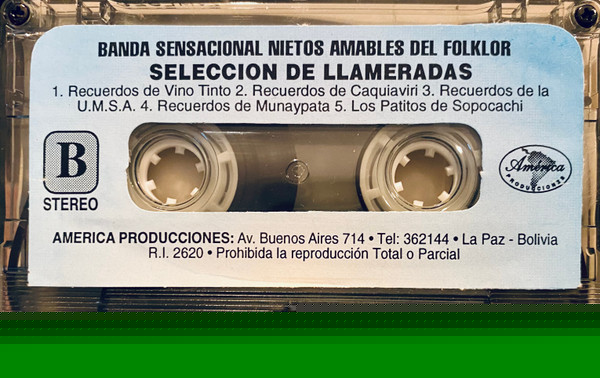 BANDA SENSACIONAL NIETOS AMABLES DEL FOLKLOR
SELECCION DE LLAMERADAS
1. Recuerdos de Vino Tinto 2. Recuerdos de Caquiaviri 3. Recuerdos de la
U.M.S.A. 4. Recuerdos de Munaypata 5. Los Patitos de Sopocachi
B
STEREO
América
PRODUCCIONES
AMERICA PRODUCCIONES: Av. Buenos Aires 714 • Tel: 362144 • La Paz - Bolivia
R.I. 2620 • Prohibida la reproducción Total o Parcial